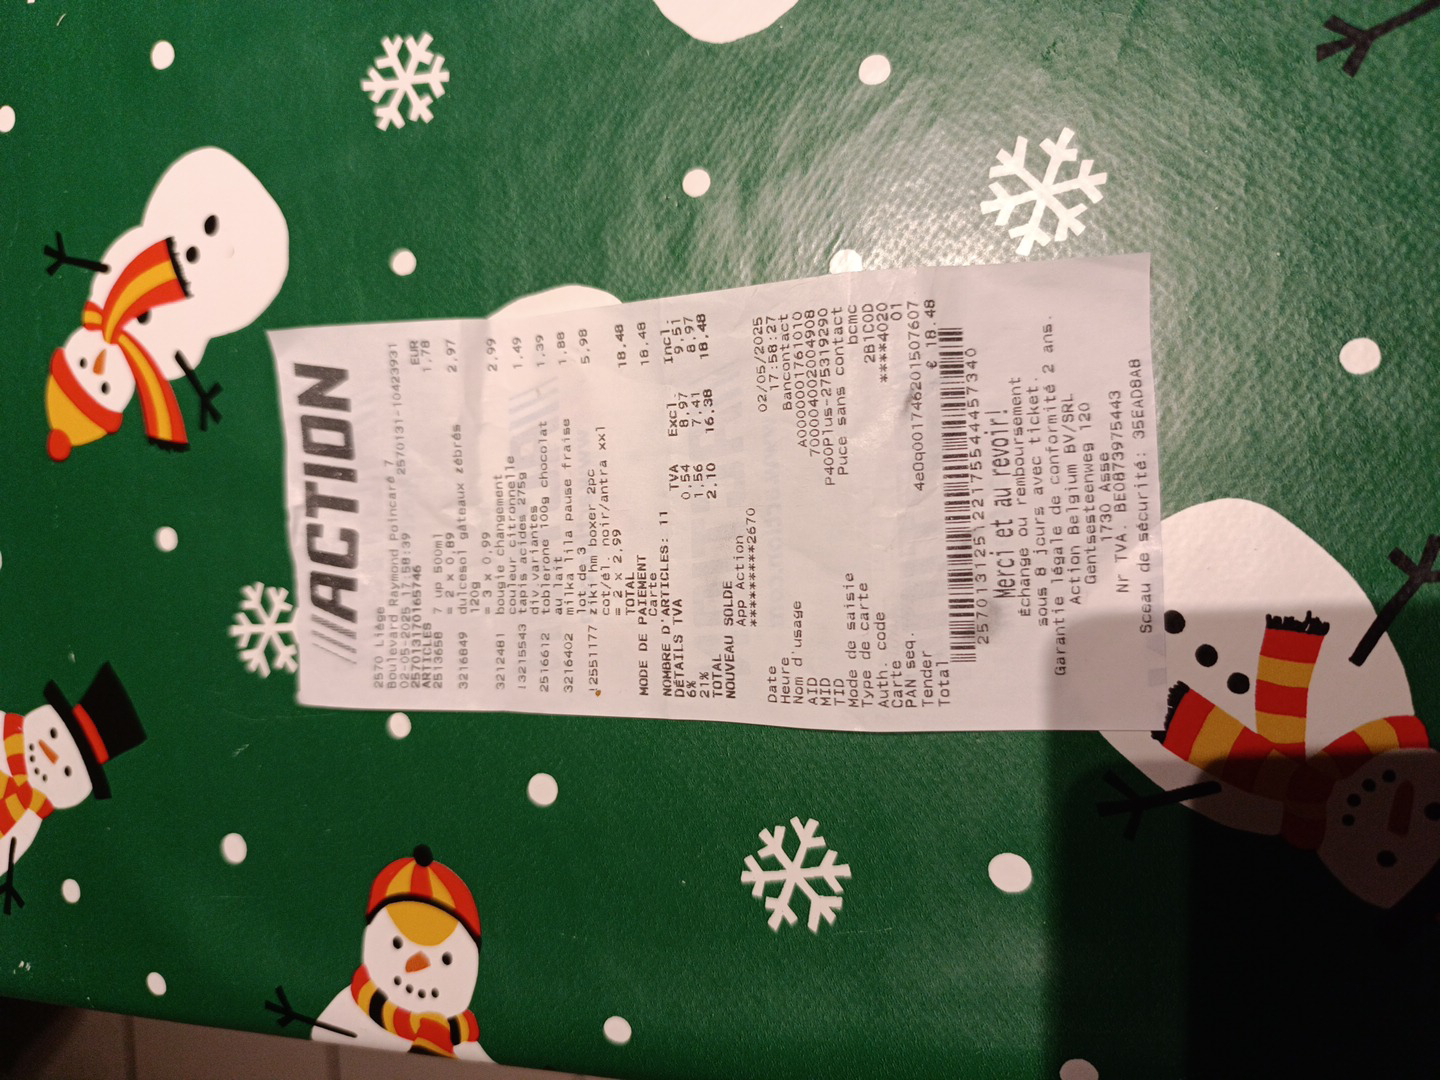 ///ACTION
2570 Liège
Boulevard Raymond Poincaré 7
02-05-2025 17:58:39 2570131-10423931
257013170165746
ARTICLES EUR
2513658 7 up 500ml 1,78
= 2 x 0,89
3216849 dulcesol gâteaux zébrés 2,97
120g
= 3 x 0,99
3212481 bougie changement 2,99
couleur citronnelle
3215543 tapis acides 275g 1,49
div.variantes
2516612 toblerone 100g chocolat 1,39
au lait
3216402 milka lila pause fraise 1,88
lot de 3
2551177 ziki hm boxer 2pc 5,98
cot/él. noir/antra xxl
= 2 x 2,99
TOTAL 18,48
MODE DE PAIEMENT
Carte 18,48
NOMBRE D'ARTICLES: 11
DÉTAILS TVA TVA Excl. Incl.
6% 0,54 8,97 9,51
21% 1,56 7,41 8,97
TOTAL 2,10 16,38 18,48
NOUVEAU SOLDE
App Action
*********2670
Date 02/05/2025
Heure 17:58:27
Nom d'usage Bancontact
AID A0000001761010
MID 700004002004908
TID P400Plus-275319290
Mode de saisie Puce sans contact
Type de carte bcmc
Auth. code 2B1C0D
Carte ****4020
PAN seq. 01
Tender 4e0q001746201507607
Total € 18.48
2570131251221755444457340
Merci et au revoir!
Échange ou remboursement
sous 8 jours avec ticket.
Garantie légale de conformité 2 ans.
Action Belgium BV/SRL
Gentsesteenweg 120
1730 Asse
Nr TVA. BE0873975443
Sceau de sécurité: 35EAD8A8